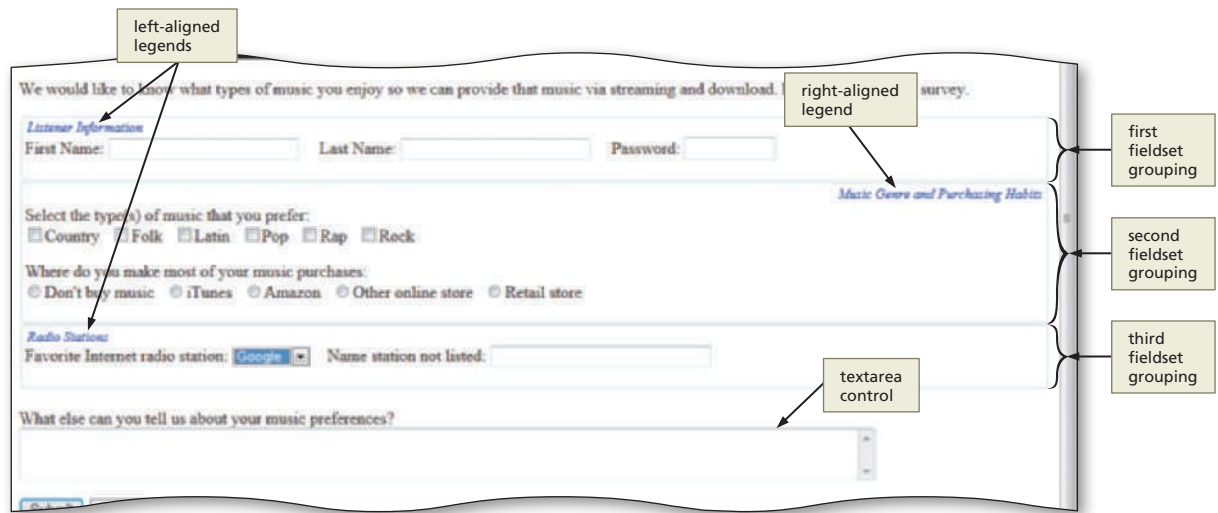 left-aligned
legends
We would like to know what types of music you enjoy so we can provide that music via streaming and download. survey.
right-aligned
legend
Listener Information
First Name: Last Name: Password:
first
fieldset
grouping
Music Genre and Purchasing Habits
Select the type(s) of music that you prefer:
Country Folk Latin Pop Rap Rock
second
fieldset
grouping
Where do you make most of your music purchases:
Don't buy music iTunes Amazon Other online store Retail store
Radio Stations
Favorite Internet radio station: Google Name station not listed:
third
fieldset
grouping
textarea
control
What else can you tell us about your music preferences?